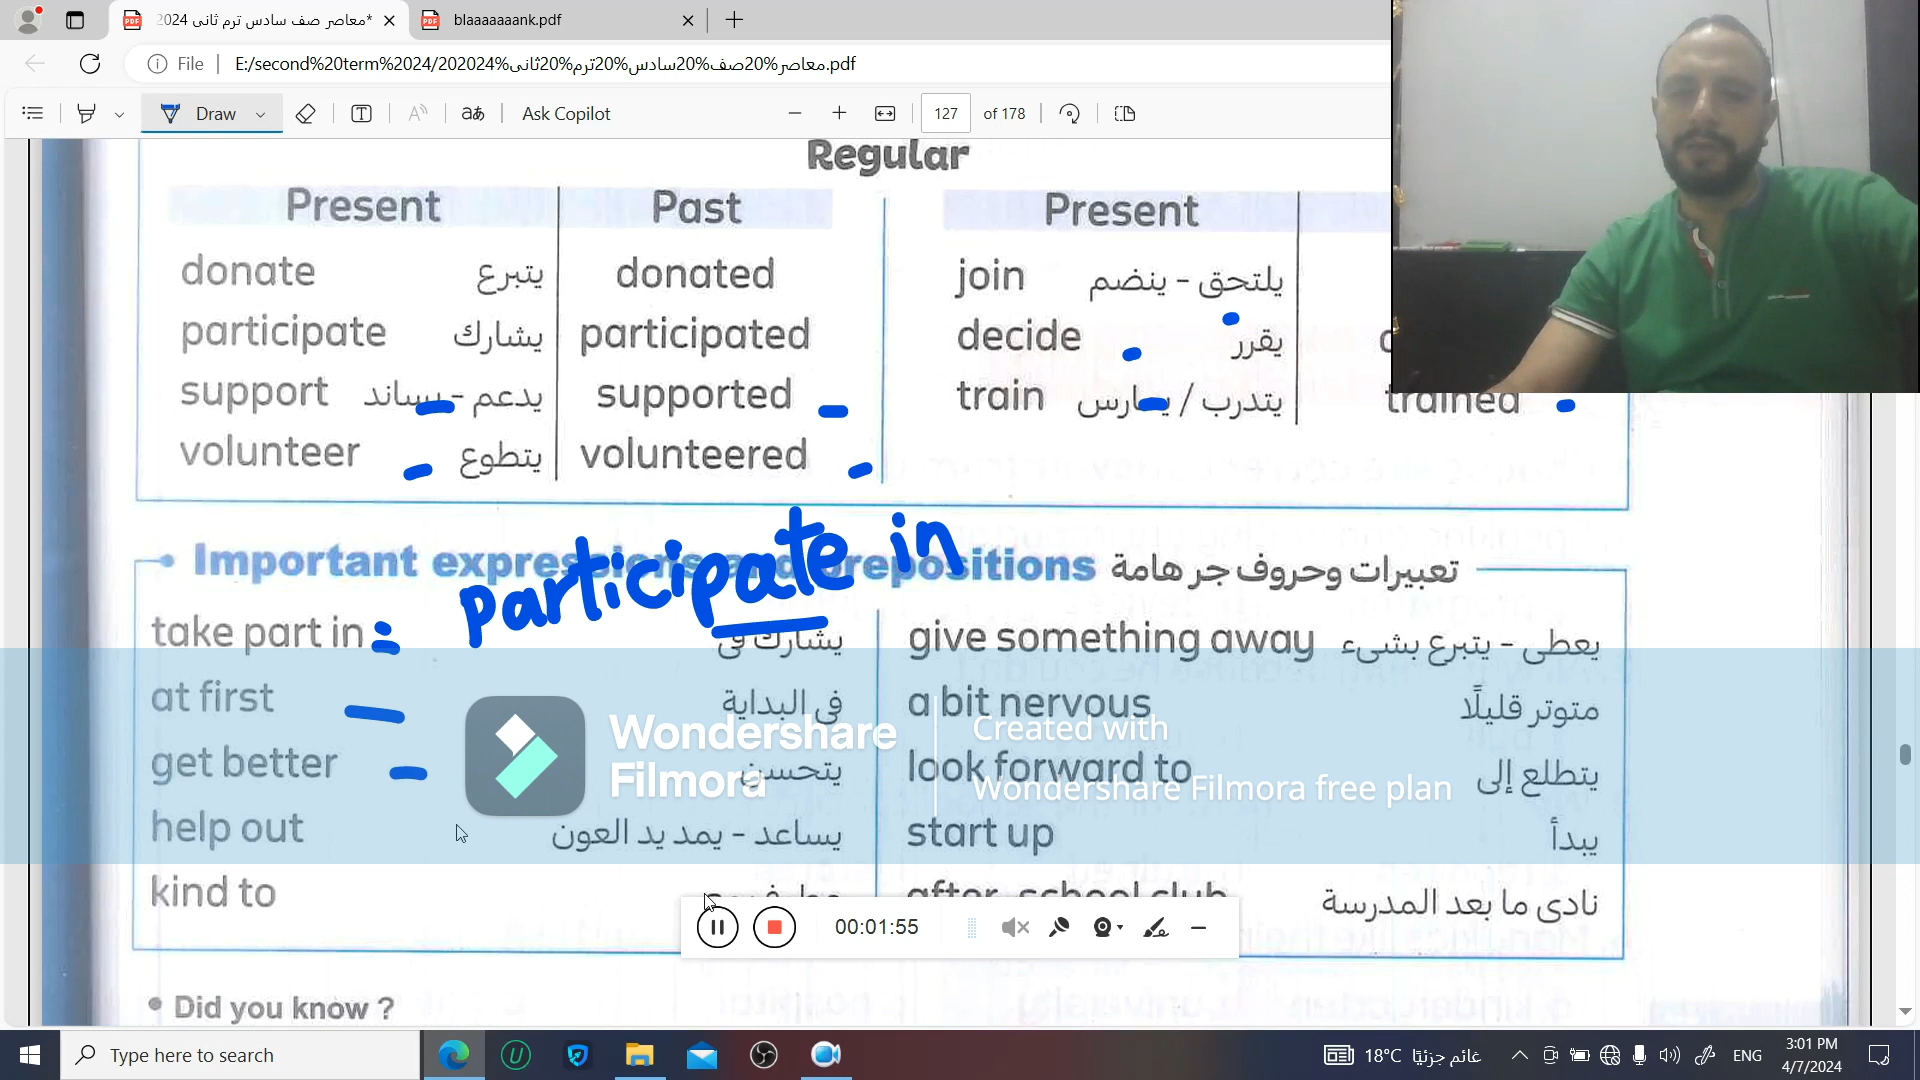 معاصر صف سادس ترم ثانى 2024*
blaaaaaaank.pdf
File
E:/second%20term%2024/202024%معاصر%20صف%20سادس%20ترم%20ثانى.pdf
Draw
Ask Copilot
127 of 178
Regular
Present Past Present
donate يتبرع donated join يلتحق - ينضم
participate يشارك participated decide يقرر
support يدعم - يساند supported train يتدرب / يمارس trained
volunteer يتطوع volunteered
participate in
Important expressions and prepositions تعبيرات وحروف جر هامة
take part in يشارك فى give something away يعطى - يتبرع بشىء
at first فى البداية a bit nervous متوتر قليلًا
get better يتحسن look forward to يتطلع إلى
help out يساعد - يمد يد العون start up يبدأ
kind to after-school club نادى ما بعد المدرسة
Wondershare Filmora
Created with
Wondershare Filmora free plan
00:01:55
Did you know ?
Type here to search
18°C غائم جزئيًا
ENG
3:01 PM
4/7/2024